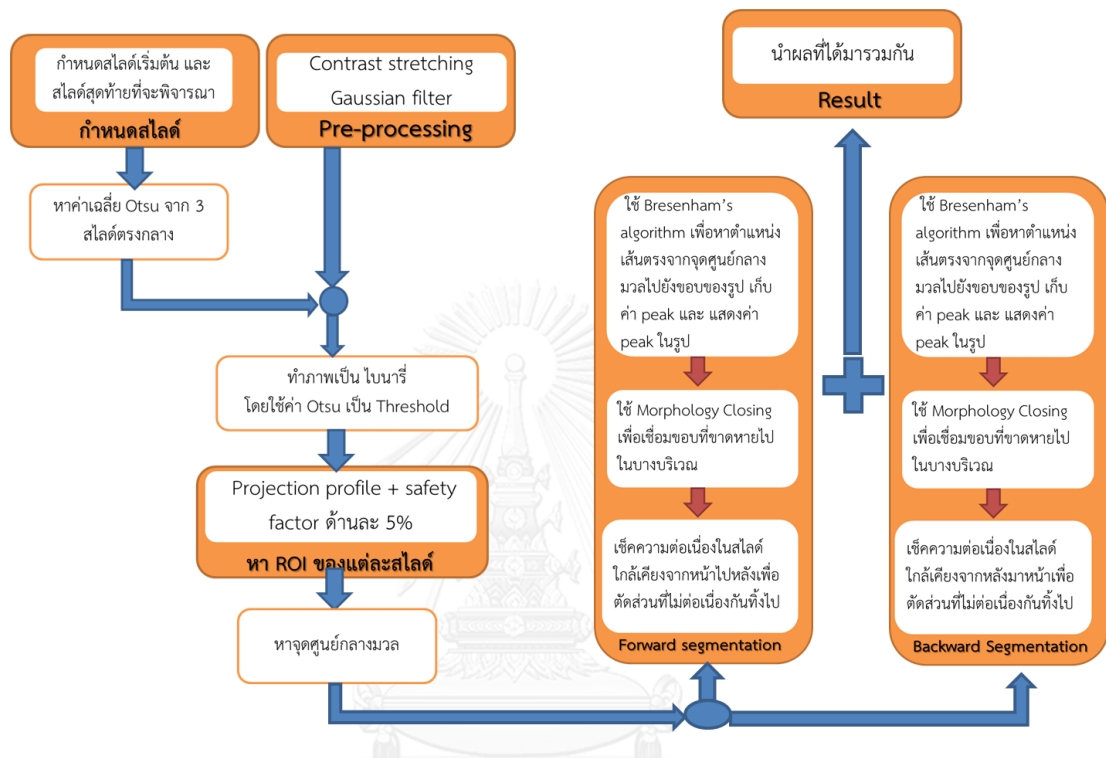 กำหนดสไลด์เริ่มต้น และ
สไลด์สุดท้ายที่จะพิจารณา
กำหนดสไลด์
Contrast stretching
Gaussian filter
Pre-processing
หาค่าเฉลี่ย Otsu จาก 3
สไลด์ตรงกลาง
ทำภาพเป็น ไบนารี่
โดยใช้ค่า Otsu เป็น Threshold
Projection profile + safety
factor ด้านละ 5%
หา ROI ของแต่ละสไลด์
หาจุดศูนย์กลางมวล
ใช้ Bresenham’s
algorithm เพื่อหาตำแหน่ง
เส้นตรงจากจุดศูนย์กลาง
มวลไปยังขอบของรูป เก็บ
ค่า peak และ แสดงค่า
peak ในรูป
ใช้ Morphology Closing
เพื่อเชื่อมขอบที่ขาดหายไป
ในบางบริเวณ
เช็คความต่อเนื่องในสไลด์
ใกล้เคียงจากหน้าไปหลังเพื่อ
ตัดส่วนที่ไม่ต่อเนื่องกันทิ้งไป
Forward segmentation
ใช้ Bresenham’s
algorithm เพื่อหาตำแหน่ง
เส้นตรงจากจุดศูนย์กลาง
มวลไปยังขอบของรูป เก็บ
ค่า peak และ แสดงค่า
peak ในรูป
ใช้ Morphology Closing
เพื่อเชื่อมขอบที่ขาดหายไป
ในบางบริเวณ
เช็คความต่อเนื่องในสไลด์
ใกล้เคียงจากหลังมาหน้าเพื่อ
ตัดส่วนที่ไม่ต่อเนื่องกันทิ้งไป
Backward Segmentation
นำผลที่ได้มารวมกัน
Result